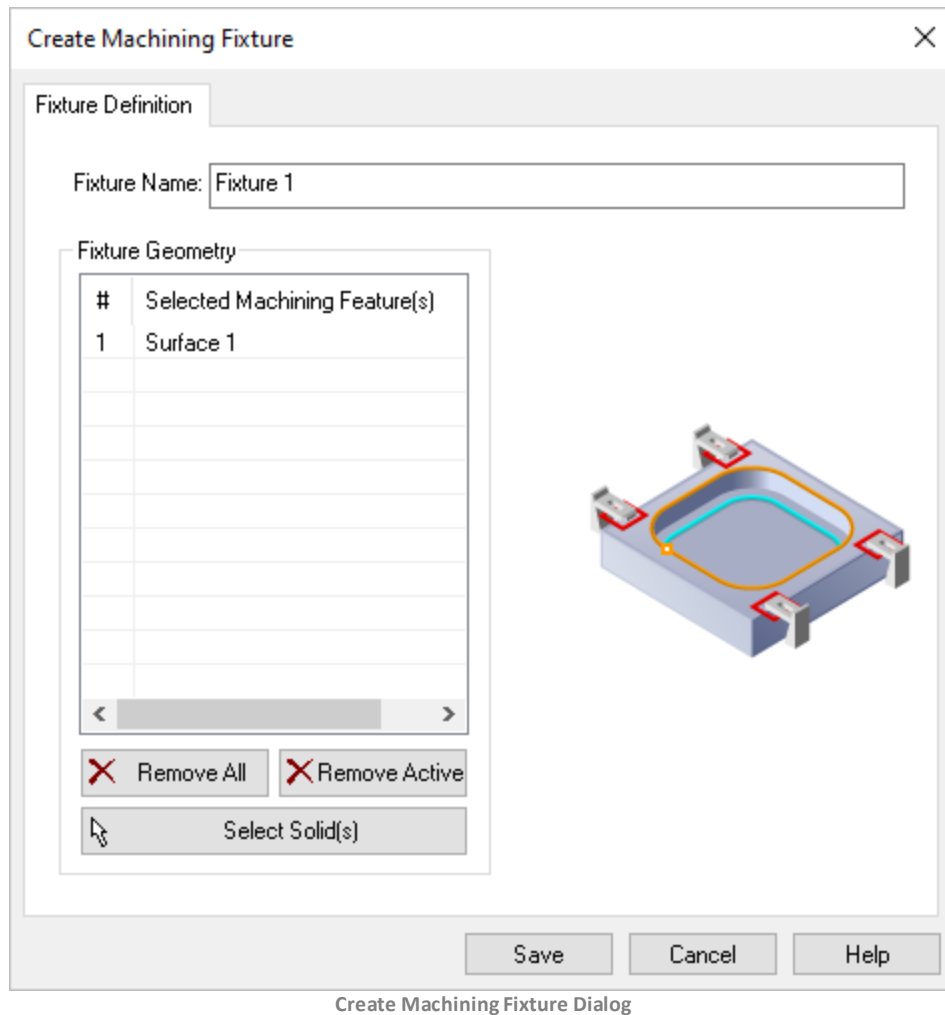 Create Machining Fixture
Fixture Definition
Fixture Name: Fixture 1
Fixture Geometry
# Selected Machining Feature(s)
1 Surface 1
Remove All Remove Active
Select Solid(s)
Save Cancel Help
Create Machining Fixture Dialog